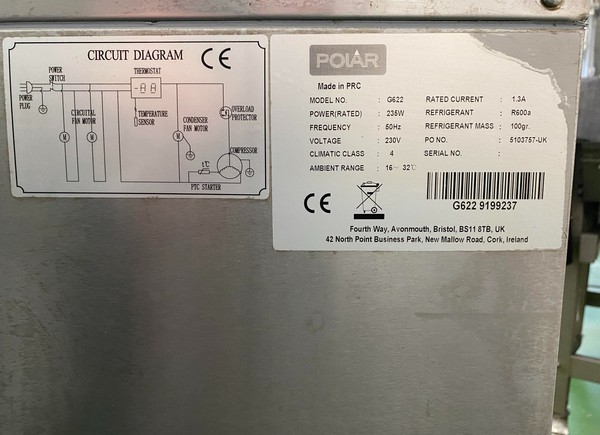 CIRCUIT DIAGRAM CE
POWER
SWITCH
THERMOSTAT
POWER
PLUG
CIRCUITAL
FAN MOTOR
M
M
TEMPERATURE
SENSOR
CONDENSER
FAN MOTOR
OVERLOAD
PROTECTOR
COMPRESSOR
t℃
PTC STARTER
POLAR
Made in PRC
MODEL NO. : G622 RATED CURRENT : 1.3A
POWER(RATED) : 235W REFRIGERANT : R600a
FREQUENCY : 50Hz REFRIGERANT MASS : 100gr.
VOLTAGE : 230V PO NO. : 5103757-UK
CLIMATIC CLASS : 4 SERIAL NO. :
AMBIENT RANGE : 16~32℃
CE
G622 9199237
Fourth Way, Avonmouth, Bristol, BS11 8TB, UK
42 North Point Business Park, New Mallow Road, Cork, Ireland